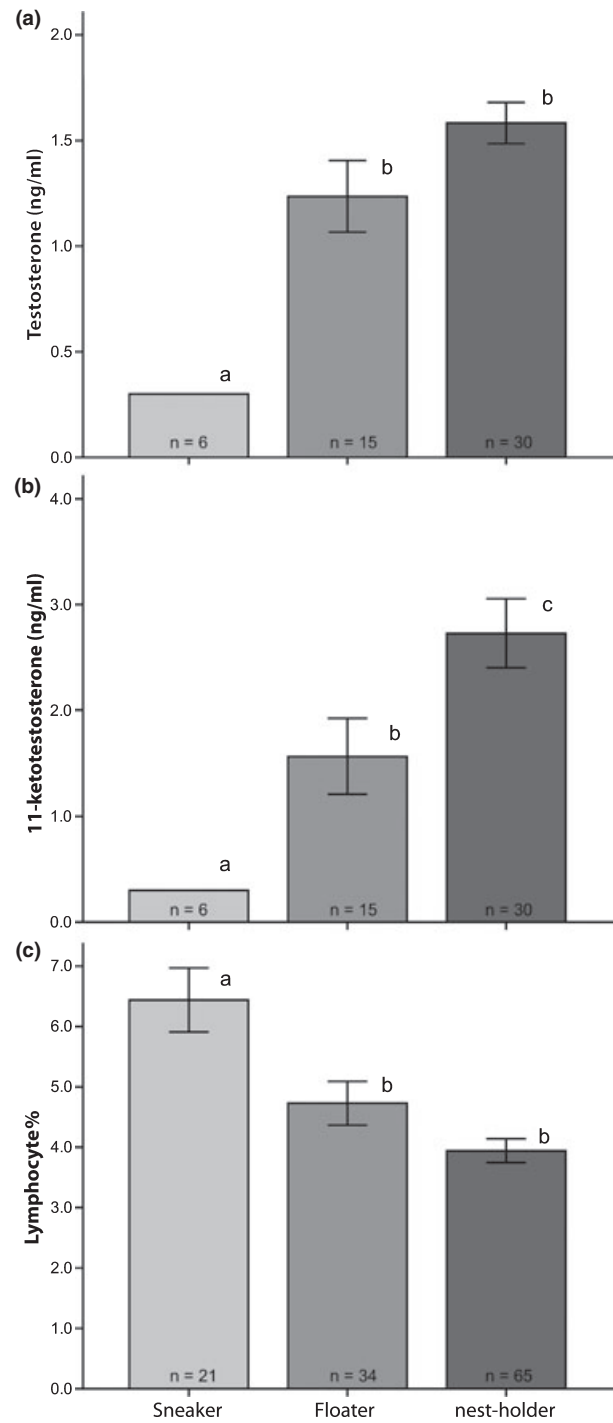 (a)
Testosterone (ng/ml)
2.0
1.5
1.0
0.5
0.0
a
b
b
n = 6
n = 15
n = 30
(b)
11-ketotestosterone (ng/ml)
4.0
3.0
2.0
1.0
0.0
a
b
c
n = 6
n = 15
n = 30
(c)
Lymphocyte%
7.0
6.0
5.0
4.0
3.0
2.0
1.0
0.0
a
b
b
n = 21
n = 34
n = 65
Sneaker
Floater
nest-holder